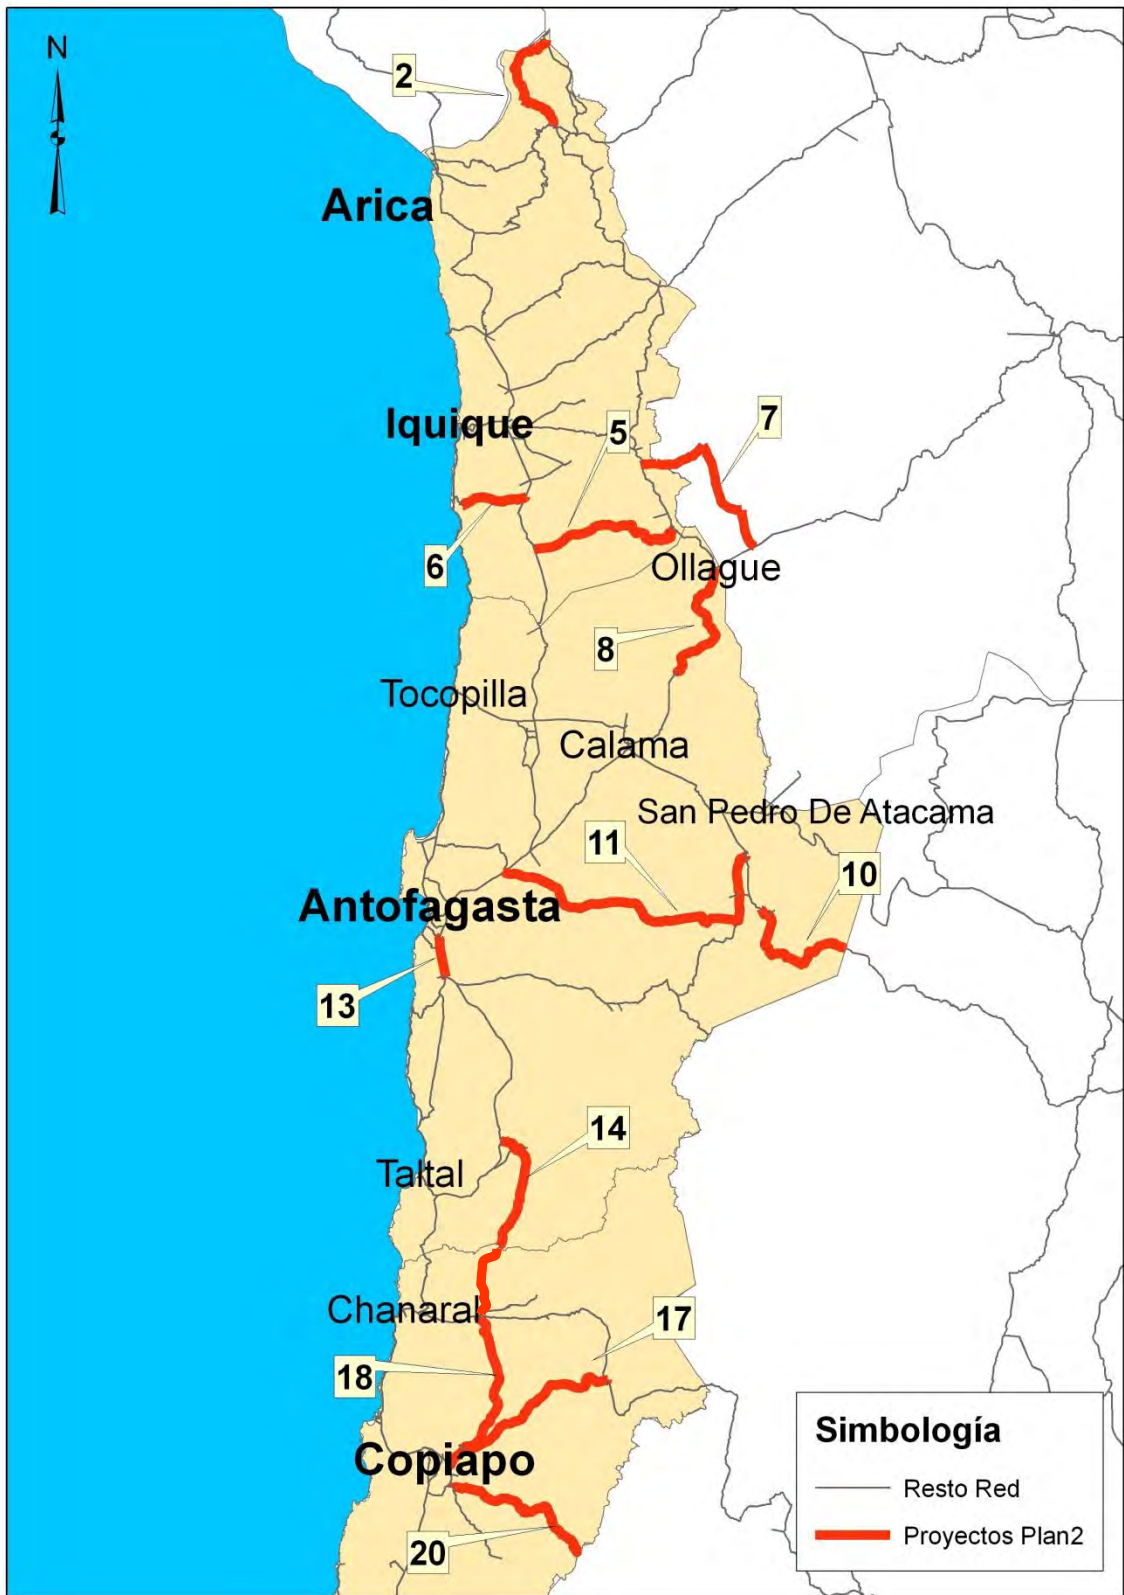 N
2
Arica
7
Iquique
5
6
Ollague
8
Tocopilla
Calama
San Pedro De Atacama
11
10
Antofagasta
13
14
Taltal
Chanaral
17
18
Simbología
Copiapo
Resto Red
Proyectos Plan2
20